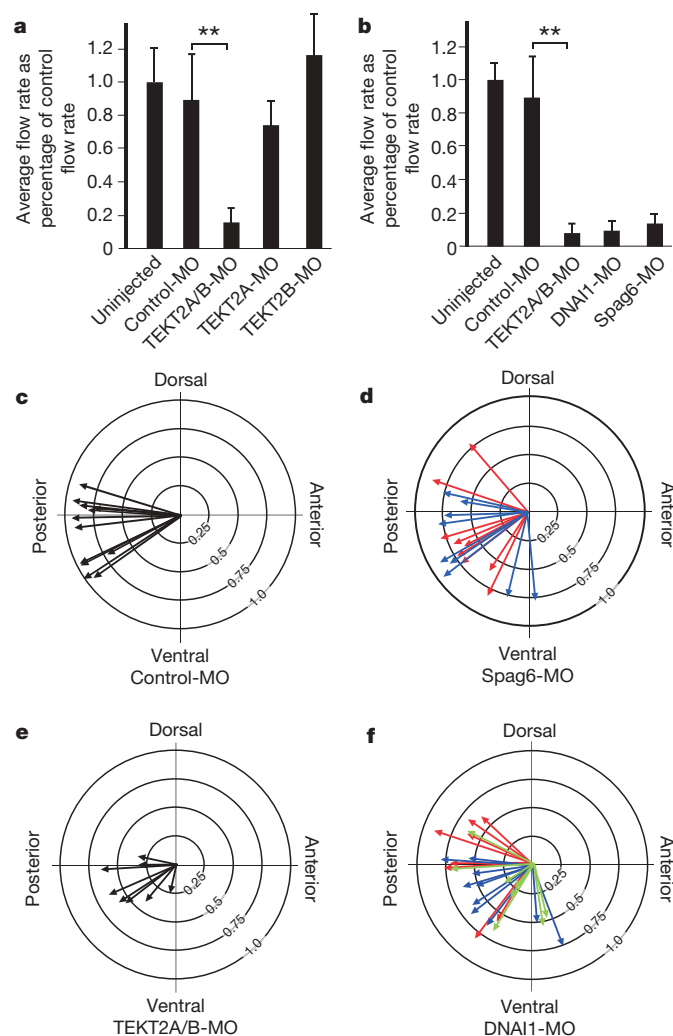 a
Average flow rate as
percentage of control
flow rate
1.2
1.0
0.8
0.6
0.4
0.2
0
**
Uninjected
Control-MO
TEKT2A/B-MO
TEKT2A-MO
TEKT2B-MO
b
Average flow rate as
percentage of control
flow rate
1.2
1.0
0.8
0.6
0.4
0.2
0
**
Uninjected
Control-MO
TEKT2A/B-MO
DNAI1-MO
Spag6-MO
c
Dorsal
Posterior
Anterior
0.25
0.5
0.75
1.0
Ventral
Control-MO
d
Dorsal
Posterior
Anterior
0.25
0.5
0.75
1.0
Ventral
Spag6-MO
e
Dorsal
Posterior
Anterior
0.25
0.5
0.75
1.0
Ventral
TEKT2A/B-MO
f
Dorsal
Posterior
Anterior
0.25
0.5
0.75
1.0
Ventral
DNAI1-MO